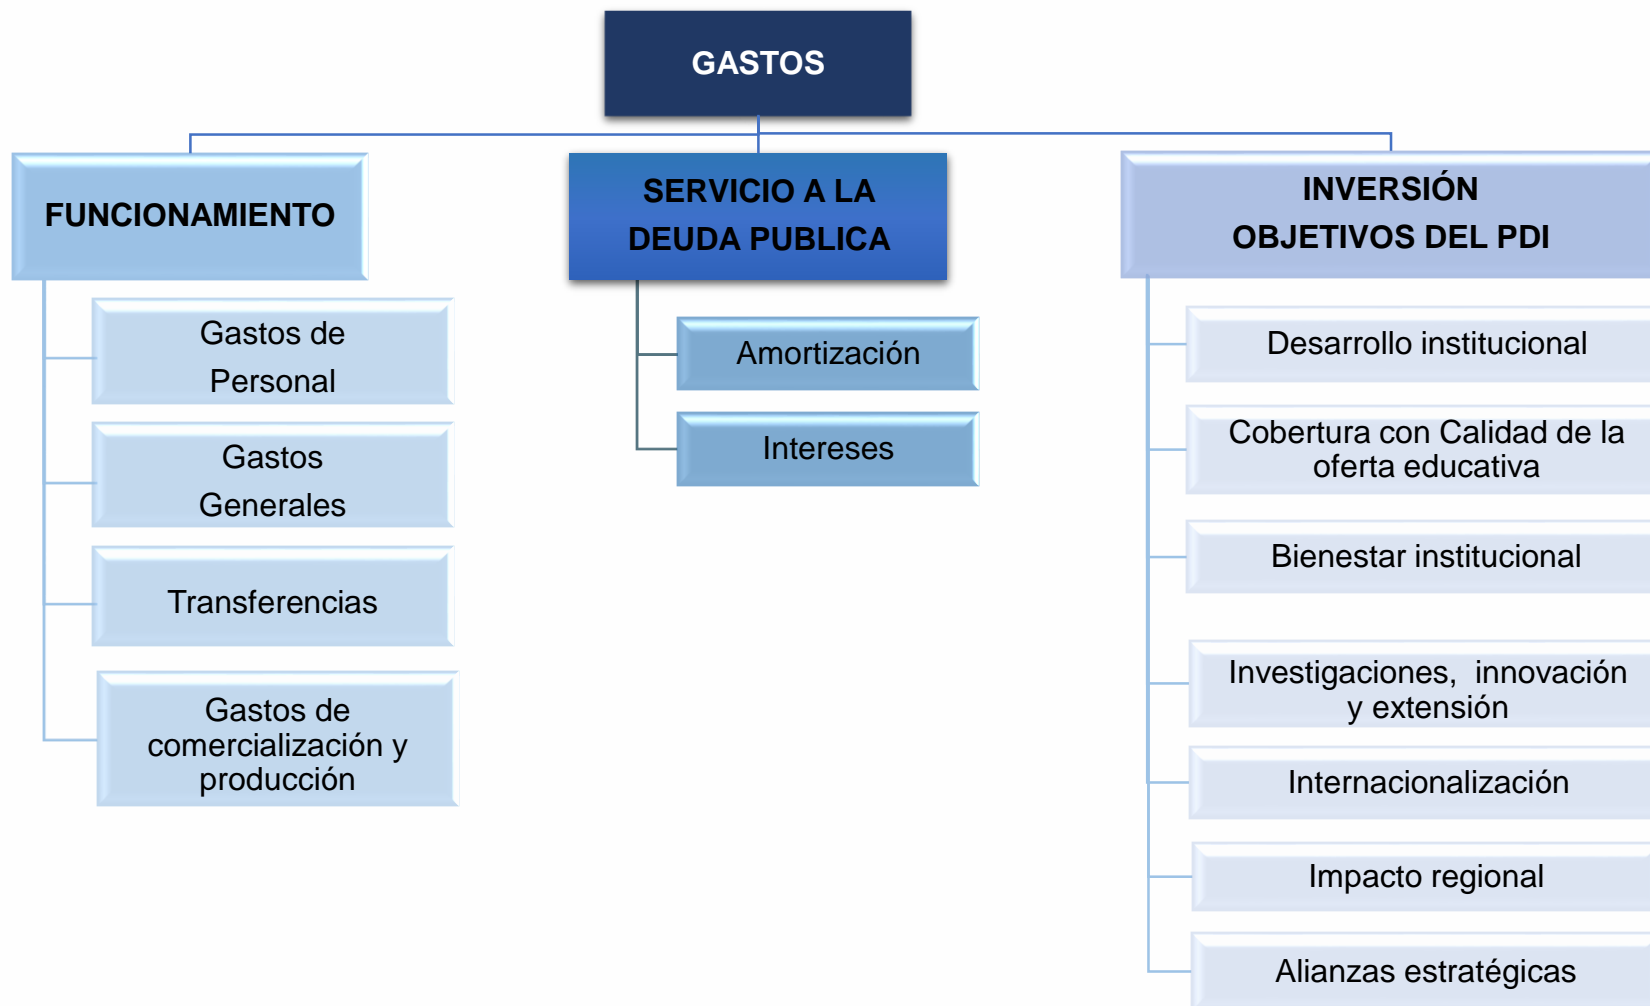 GASTOS
FUNCIONAMIENTO
Gastos de
Personal
Gastos
Generales
Transferencias
Gastos de
comercialización y
producción
SERVICIO A LA
DEUDA PUBLICA
Amortización
Intereses
INVERSIÓN
OBJETIVOS DEL PDI
Desarrollo institucional
Cobertura con Calidad de la
oferta educativa
Bienestar institucional
Investigaciones, innovación
y extensión
Internacionalización
Impacto regional
Alianzas estratégicas